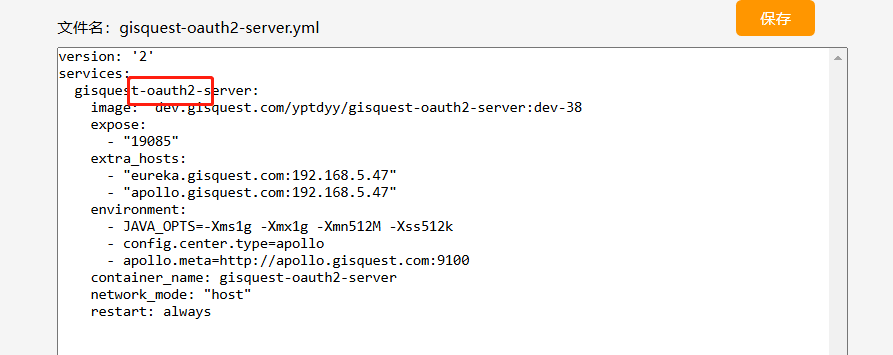 文件名：gisquest-oauth2-server.yml
保存
version: '2'
services:
  gisquest-oauth2-server:
    image:  dev.gisquest.com/yptdyy/gisquest-oauth2-server:dev-38
    expose:
      - "19085"
    extra_hosts:
      - "eureka.gisquest.com:192.168.5.47"
      - "apollo.gisquest.com:192.168.5.47"
    environment:
      - JAVA_OPTS=-Xms1g -Xmx1g -Xmn512M -Xss512k
      - config.center.type=apollo
      - apollo.meta=http://apollo.gisquest.com:9100
    container_name: gisquest-oauth2-server
    network_mode: "host"
    restart: always